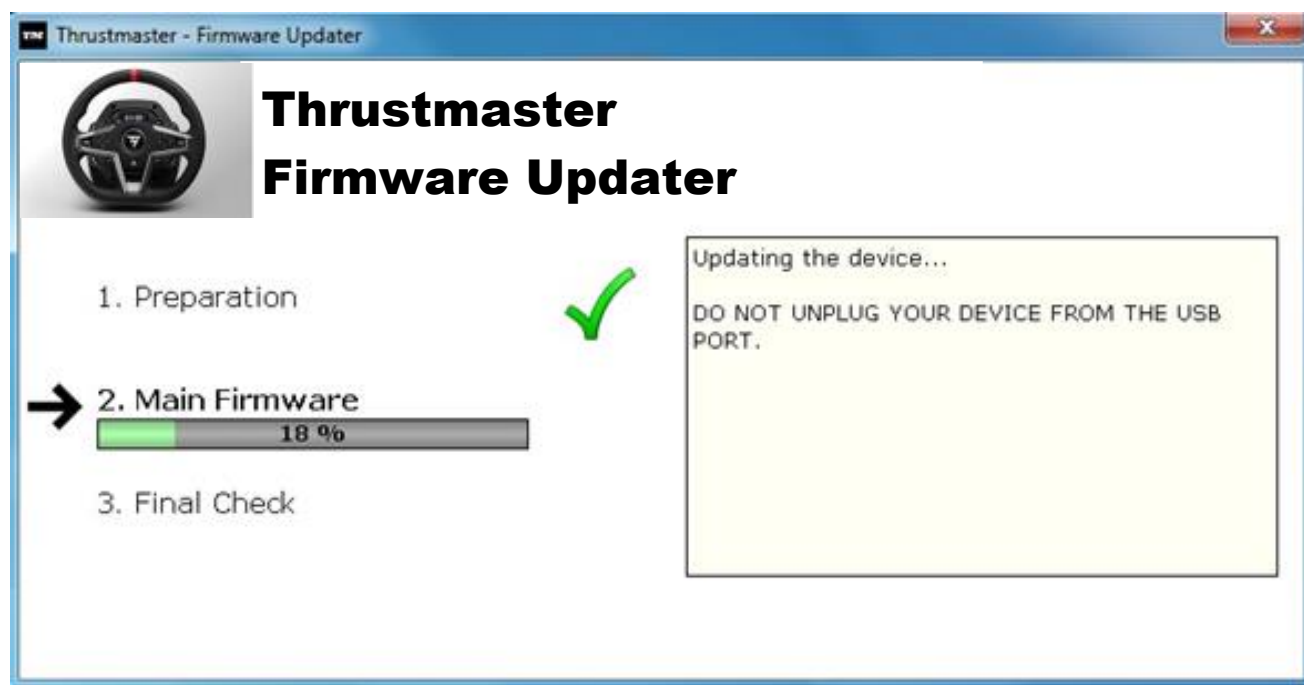 Thrustmaster - Firmware Updater
Thrustmaster
Firmware Updater
1. Preparation
2. Main Firmware
18 %
3. Final Check
Updating the device...
DO NOT UNPLUG YOUR DEVICE FROM THE USB
PORT.